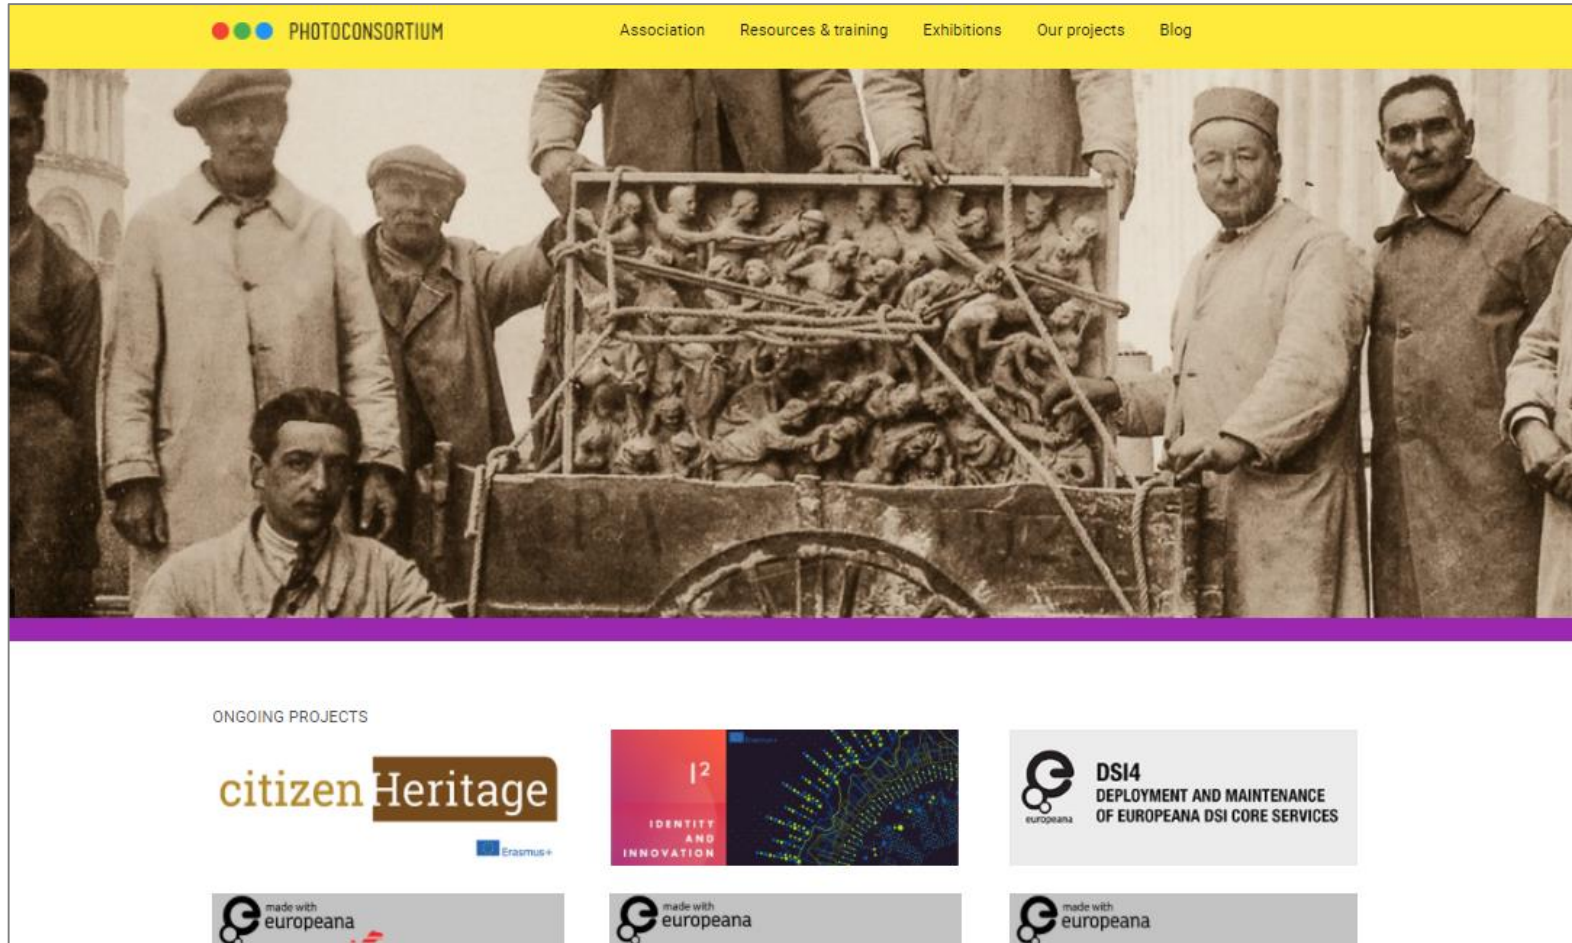 PHOTOCONSORTIUM
Association Resources & training Exhibitions Our projects Blog
ONGOING PROJECTS
citizen Heritage
Erasmus+
Erasmus+
I²
IDENTITY
AND
INNOVATION
europeana
DSI4
DEPLOYMENT AND MAINTENANCE
OF EUROPEANA DSI CORE SERVICES
made with
europeana
made with
europeana
made with
europeana